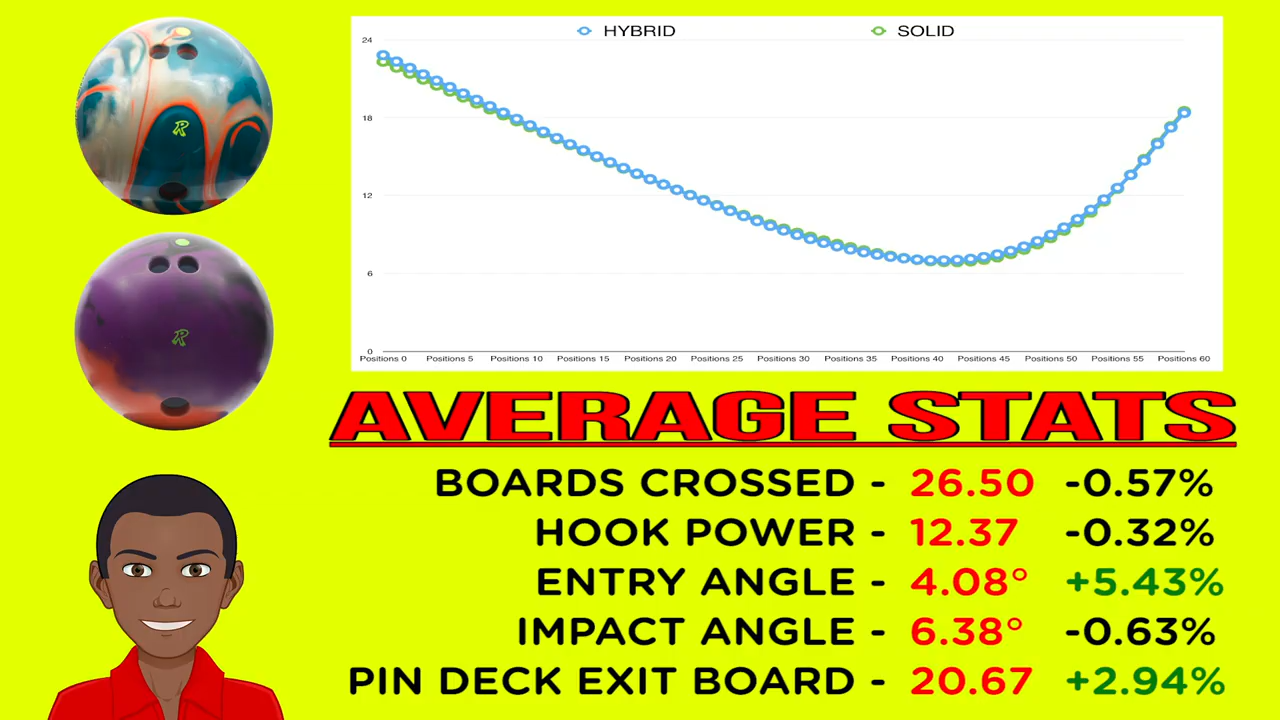 HYBRID SOLID
24
18
12
6
0
Positions 0 Positions 5 Positions 10 Positions 15 Positions 20 Positions 25 Positions 30 Positions 35 Positions 40 Positions 45 Positions 50 Positions 55 Positions 60
R
R
AVERAGE STATS
BOARDS CROSSED - 26.50 -0.57%
HOOK POWER - 12.37 -0.32%
ENTRY ANGLE - 4.08° +5.43%
IMPACT ANGLE - 6.38° -0.63%
PIN DECK EXIT BOARD - 20.67 +2.94%